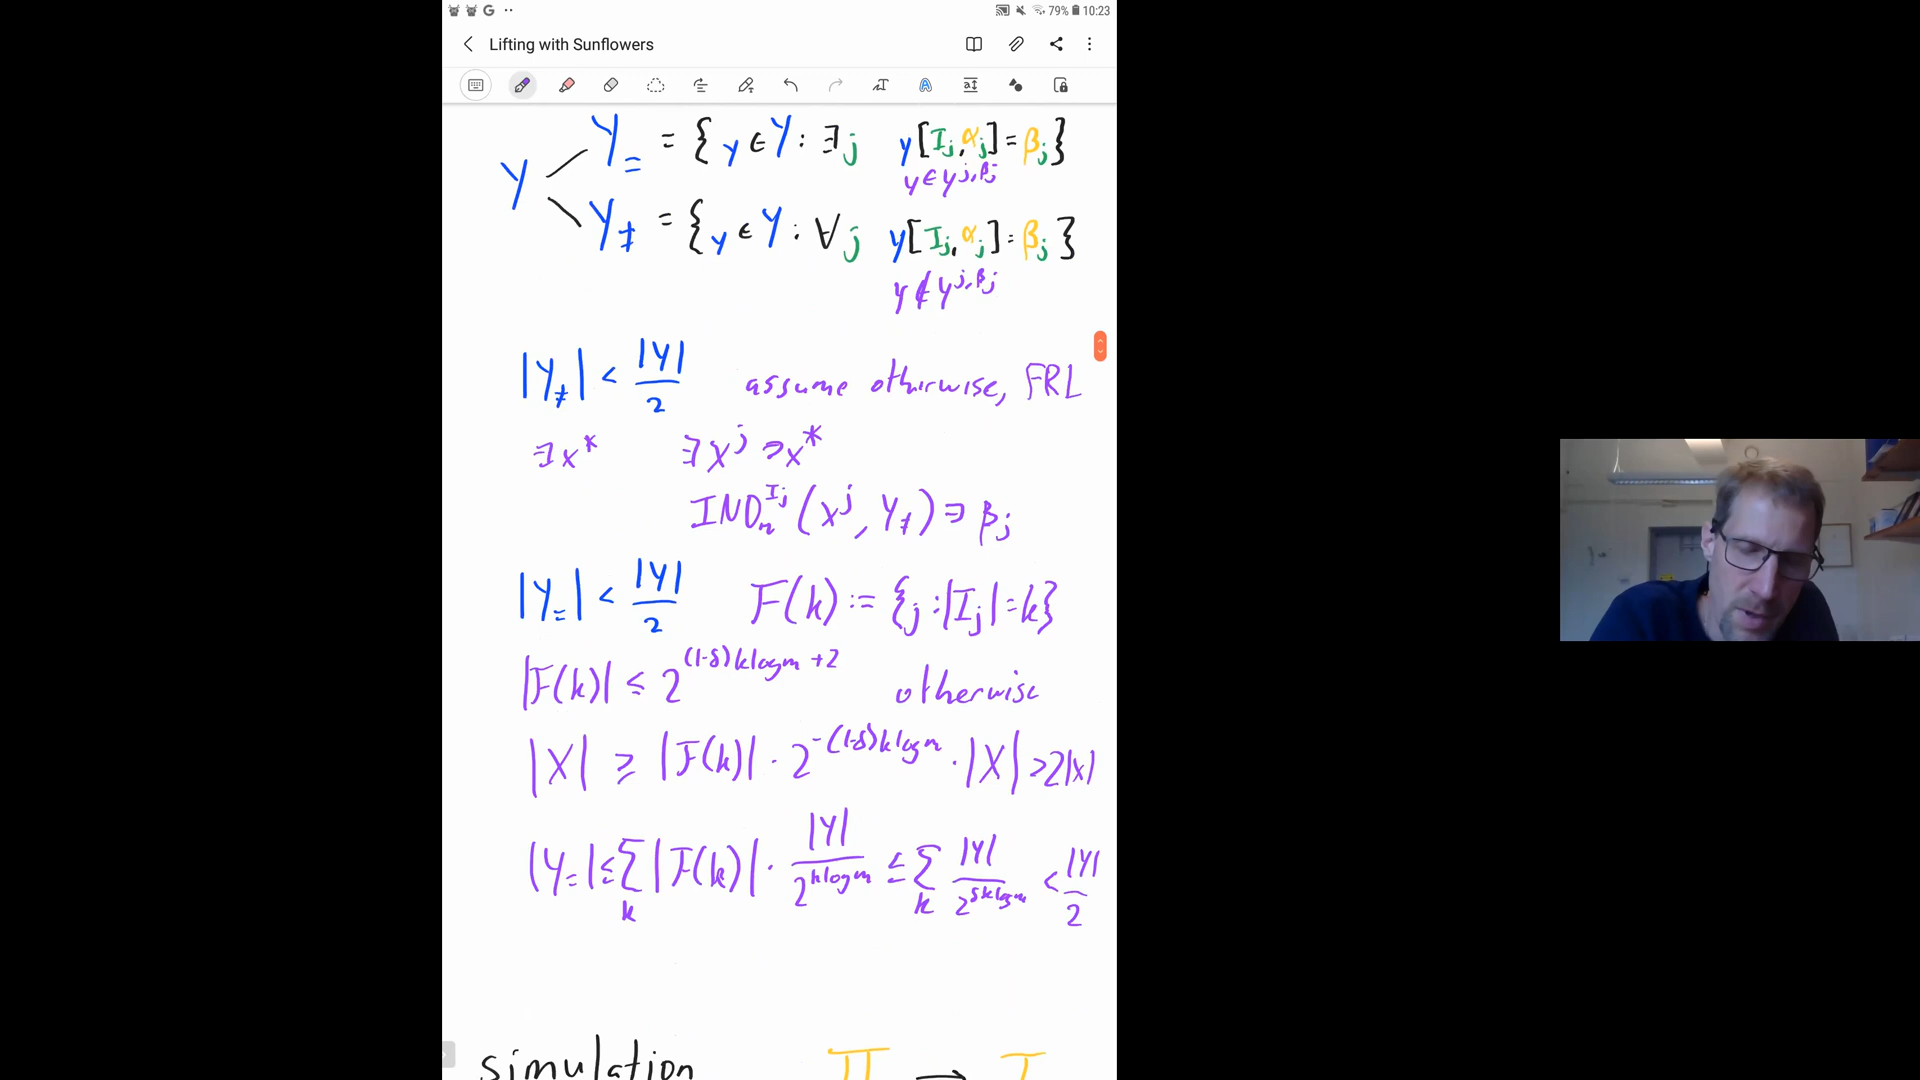 79% 10:23
Lifting with Sunflowers
Y
Y₌ = {y ∈ Y : ∃j y[I_j, α_j] = β_j}
y ∈ Y^{j,β_j}
Y_≠ = {y ∈ Y : ∀j y[I_j, α_j] = β_j}
y ∉ Y^{j,β_j}
|Y_≠| < |Y|/2 assume otherwise, FRL
∃x* ∃X^j ∋ x*
IND_m^{I_j}(X^j, Y_≠) ∋ β_j
|Y₌| < |Y|/2 F(k) := {j : |I_j| = k}
|F(k)| ≤ 2^{(1-δ)k log m + 2} otherwise
|X| ≥ |F(k)| · 2^{-(1-δ)k log m} · |X| > 2|X|
|Y₌| ≤ Σ_k |F(k)| · |Y|/2^{k log m} ≤ Σ_k |Y|/2^{δk log m} < |Y|/2
simulation Π → T